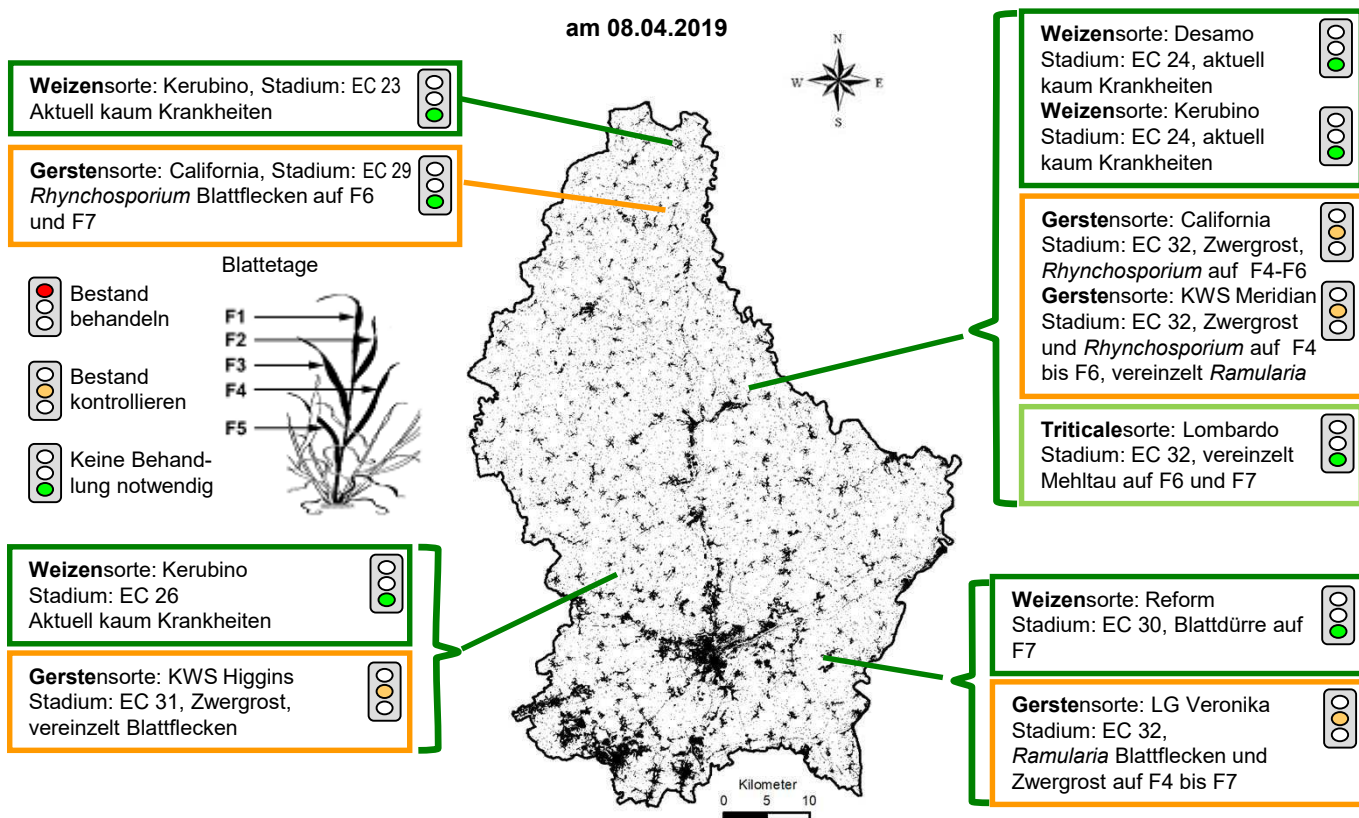 am 08.04.2019
N
W
E
S
Weizensorte: Kerubino, Stadium: EC 23
Aktuell kaum Krankheiten
Gerstensorte: California, Stadium: EC 29
Rhynchosporium Blattflecken auf F6
und F7
Blattetage
Bestand
behandeln
Bestand
kontrollieren
Keine Behand-
lung notwendig
F1
F2
F3
F4
F5
Weizensorte: Kerubino
Stadium: EC 26
Aktuell kaum Krankheiten
Gerstensorte: KWS Higgins
Stadium: EC 31, Zwergrost,
vereinzelt Blattflecken
Weizensorte: Desamo
Stadium: EC 24, aktuell
kaum Krankheiten
Weizensorte: Kerubino
Stadium: EC 24, aktuell
kaum Krankheiten
Gerstensorte: California
Stadium: EC 32, Zwergrost,
Rhynchosporium auf F4-F6
Gerstensorte: KWS Meridian
Stadium: EC 32, Zwergrost
und Rhynchosporium auf F4
bis F6, vereinzelt Ramularia
Triticalesorte: Lombardo
Stadium: EC 32, vereinzelt
Mehltau auf F6 und F7
Weizensorte: Reform
Stadium: EC 30, Blattdürre auf
F7
Gerstensorte: LG Veronika
Stadium: EC 32,
Ramularia Blattflecken und
Zwergrost auf F4 bis F7
Kilometer
0 5 10